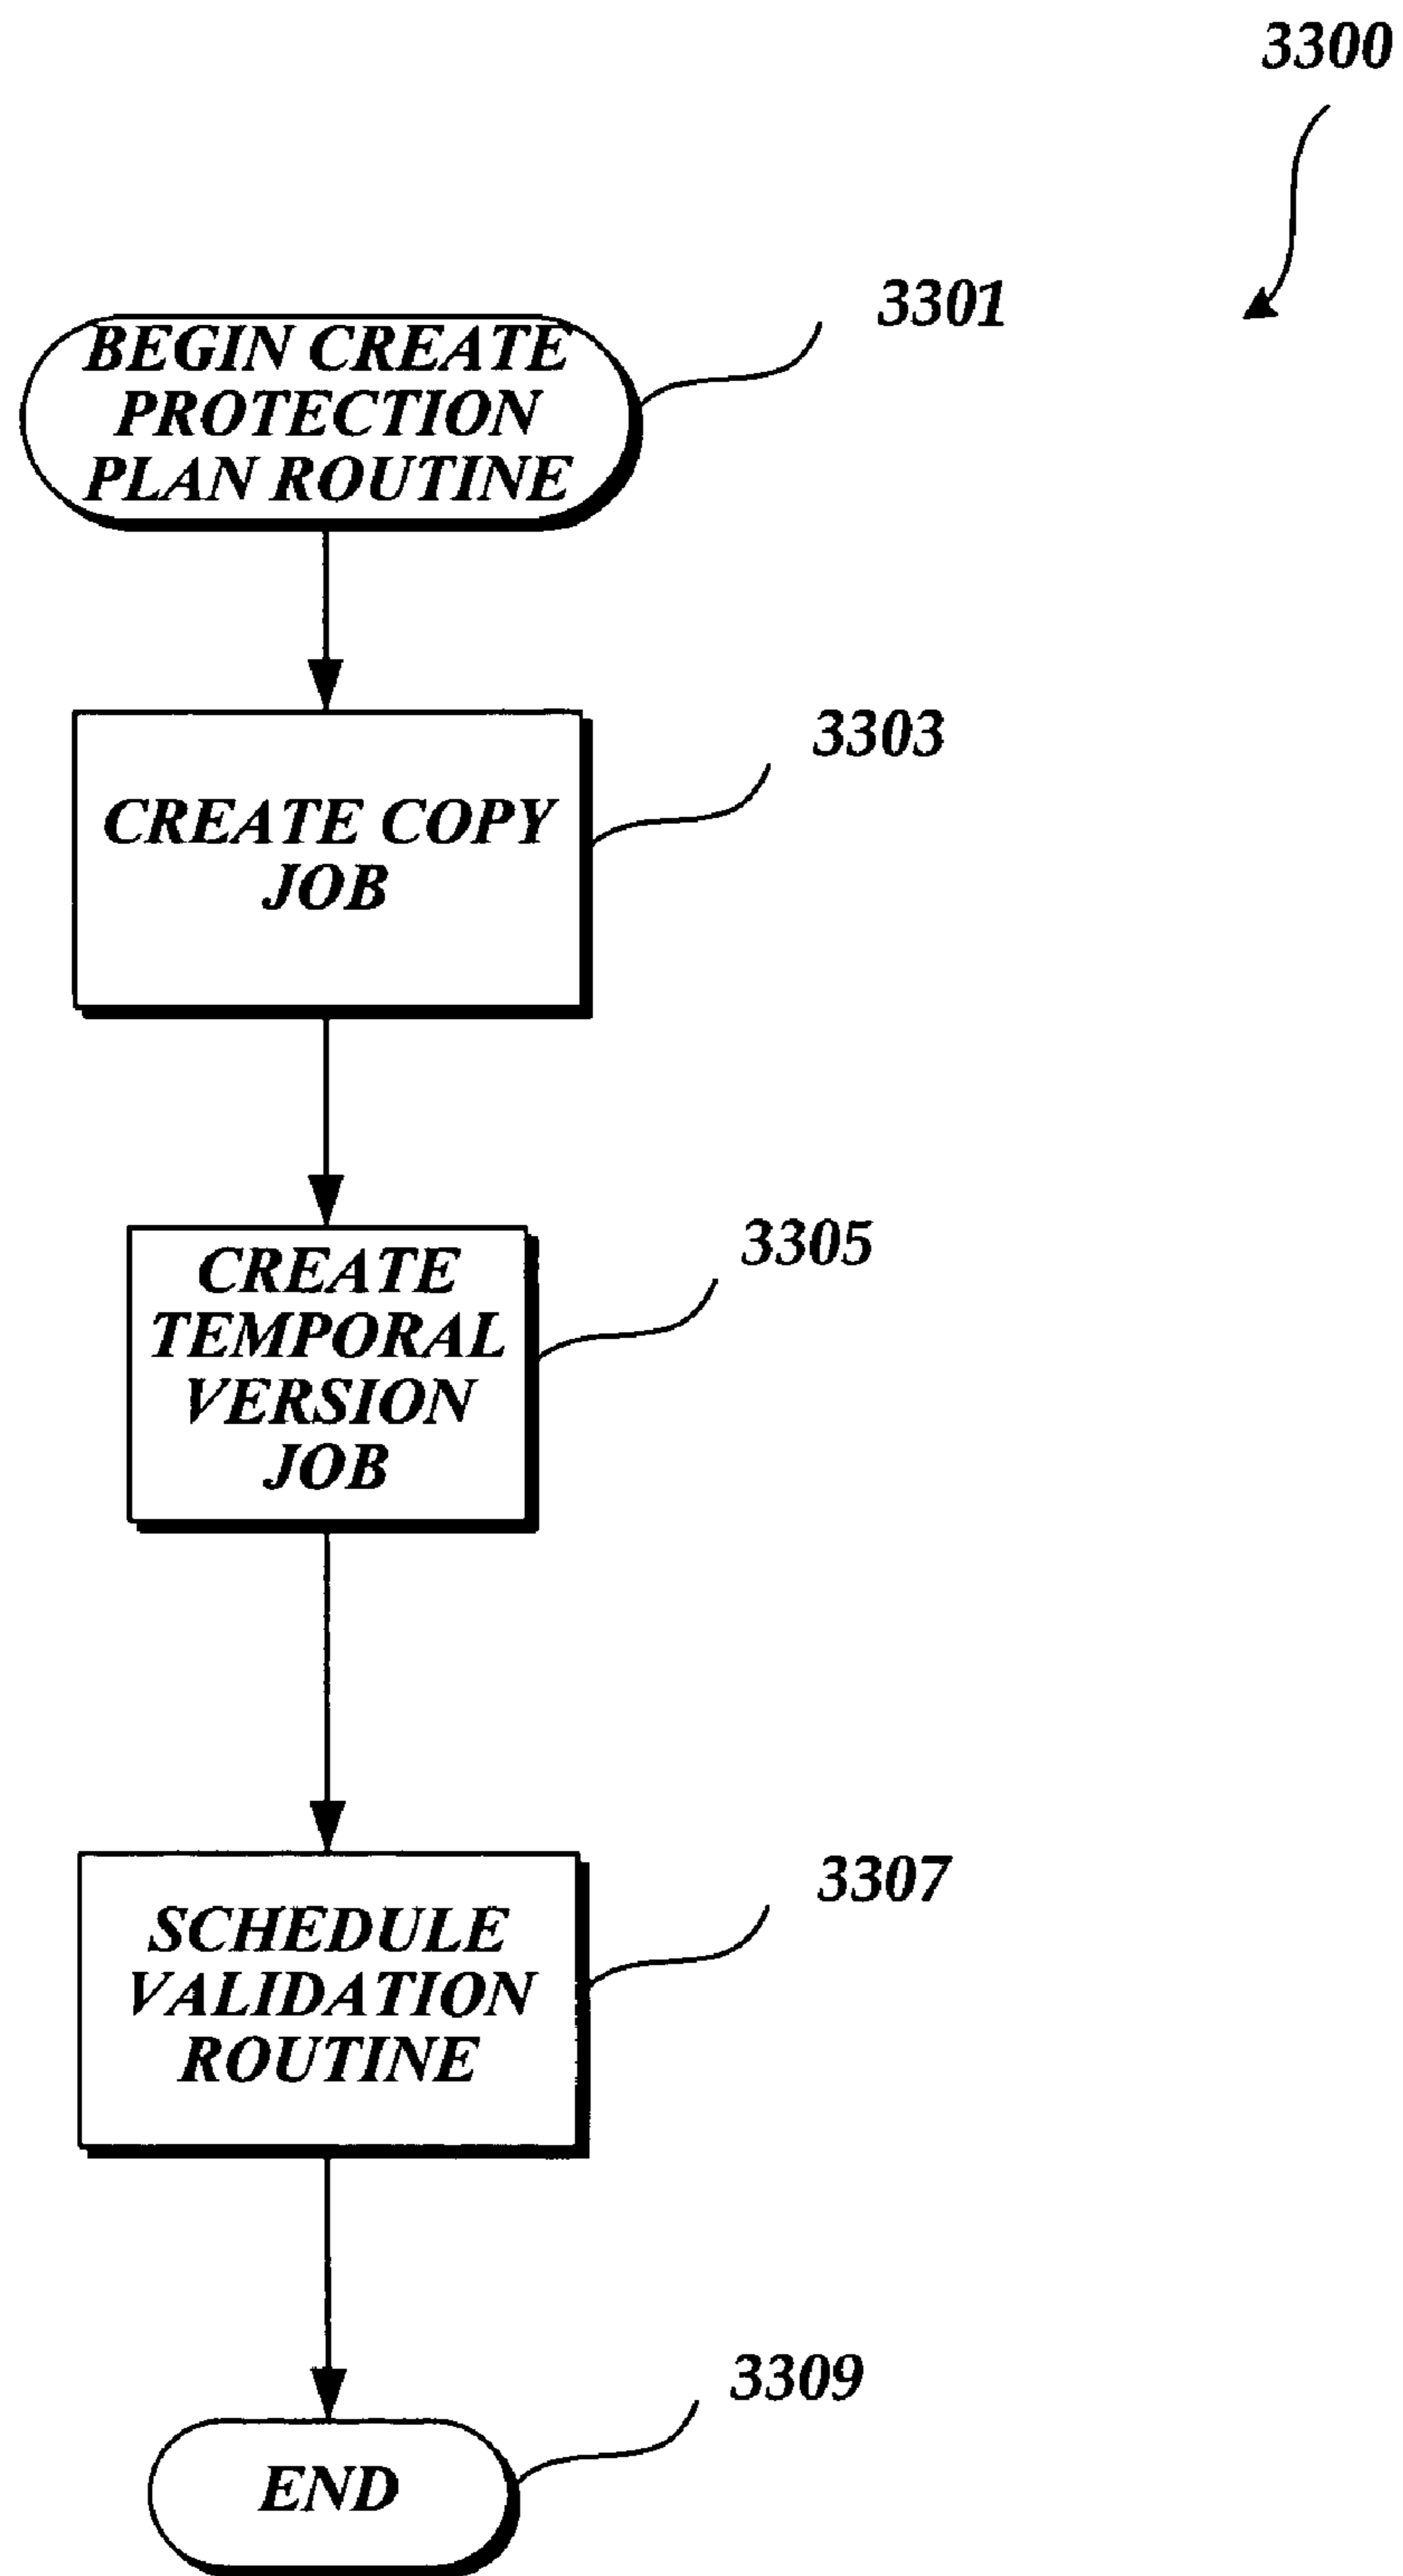 3300
3301
BEGIN CREATE
PROTECTION
PLAN ROUTINE
3303
CREATE COPY
JOB
3305
CREATE
TEMPORAL
VERSION
JOB
3307
SCHEDULE
VALIDATION
ROUTINE
3309
END